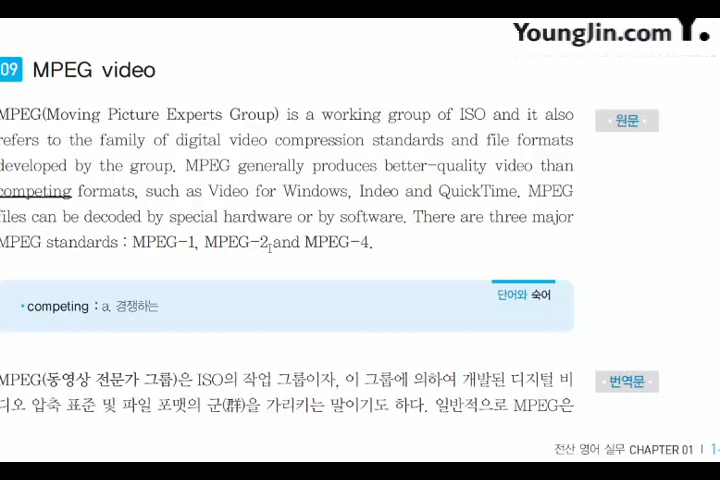 YoungJin.com Y.
09 MPEG video
MPEG(Moving Picture Experts Group) is a working group of ISO and it also
원문
refers to the family of digital video compression standards and file formats
developed by the group. MPEG generally produces better-quality video than
competing formats, such as Video for Windows, Indeo and QuickTime. MPEG
files can be decoded by special hardware or by software. There are three major
MPEG standards : MPEG-1, MPEG-2, and MPEG-4.
단어와 숙어
• competing : a. 경쟁하는
MPEG(동영상 전문가 그룹)은 ISO의 작업 그룹이자, 이 그룹에 의하여 개발된 디지털 비
번역문
디오 압축 표준 및 파일 포맷의 군(群)을 가리키는 말이기도 하다. 일반적으로 MPEG은
전산 영어 실무 CHAPTER 01 | 1-